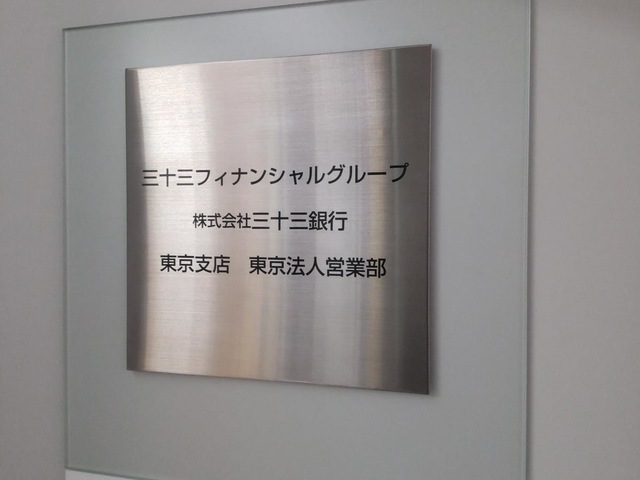 三十三フィナンシャルグループ
株式会社三十三銀行
東京支店　東京法人営業部